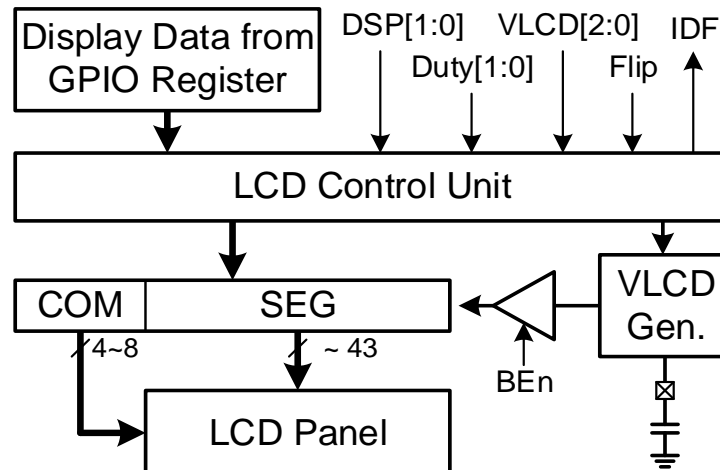 Display Data from
GPIO Register
DSP[1:0]
VLCD[2:0]
IDF
Duty[1:0]
Flip
LCD Control Unit
COM
SEG
VLCD
Gen.
4~8
~ 43
BEn
LCD Panel